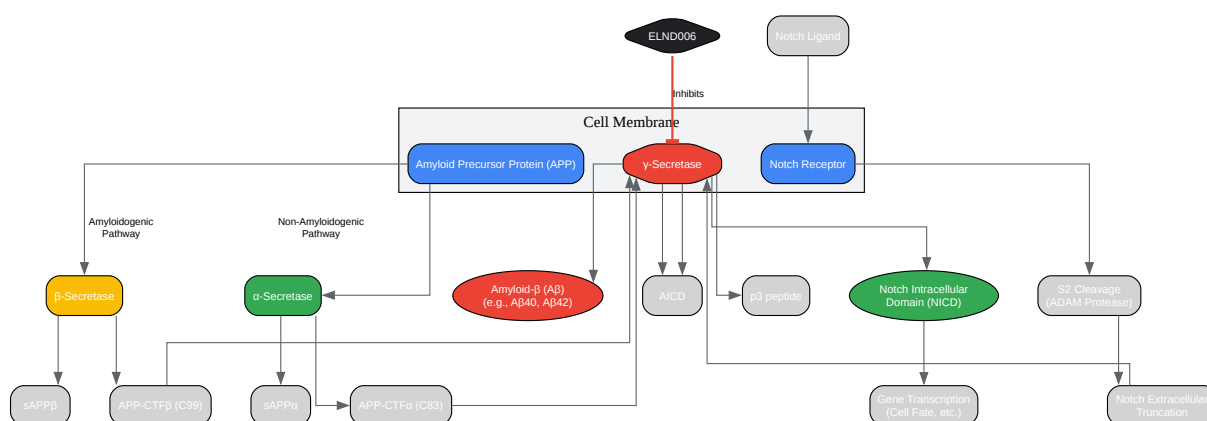 ELND006
Notch Ligand
Inhibits
Cell Membrane
Amyloid Precursor Protein (APP)
γ-Secretase
Notch Receptor
Amyloidogenic
Pathway
Non-Amyloidogenic
Pathway
β-Secretase
α-Secretase
Amyloid-β (Aβ)
(e.g., Aβ40, Aβ42)
AICD
p3 peptide
Notch Intracellular
Domain (NICD)
S2 Cleavage
(ADAM Protease)
sAPPβ
APP-CTFβ (C99)
sAPPα
APP-CTFα (C83)
Gene Transcription
(Cell Fate, etc.)
Notch Extracellular
Truncation